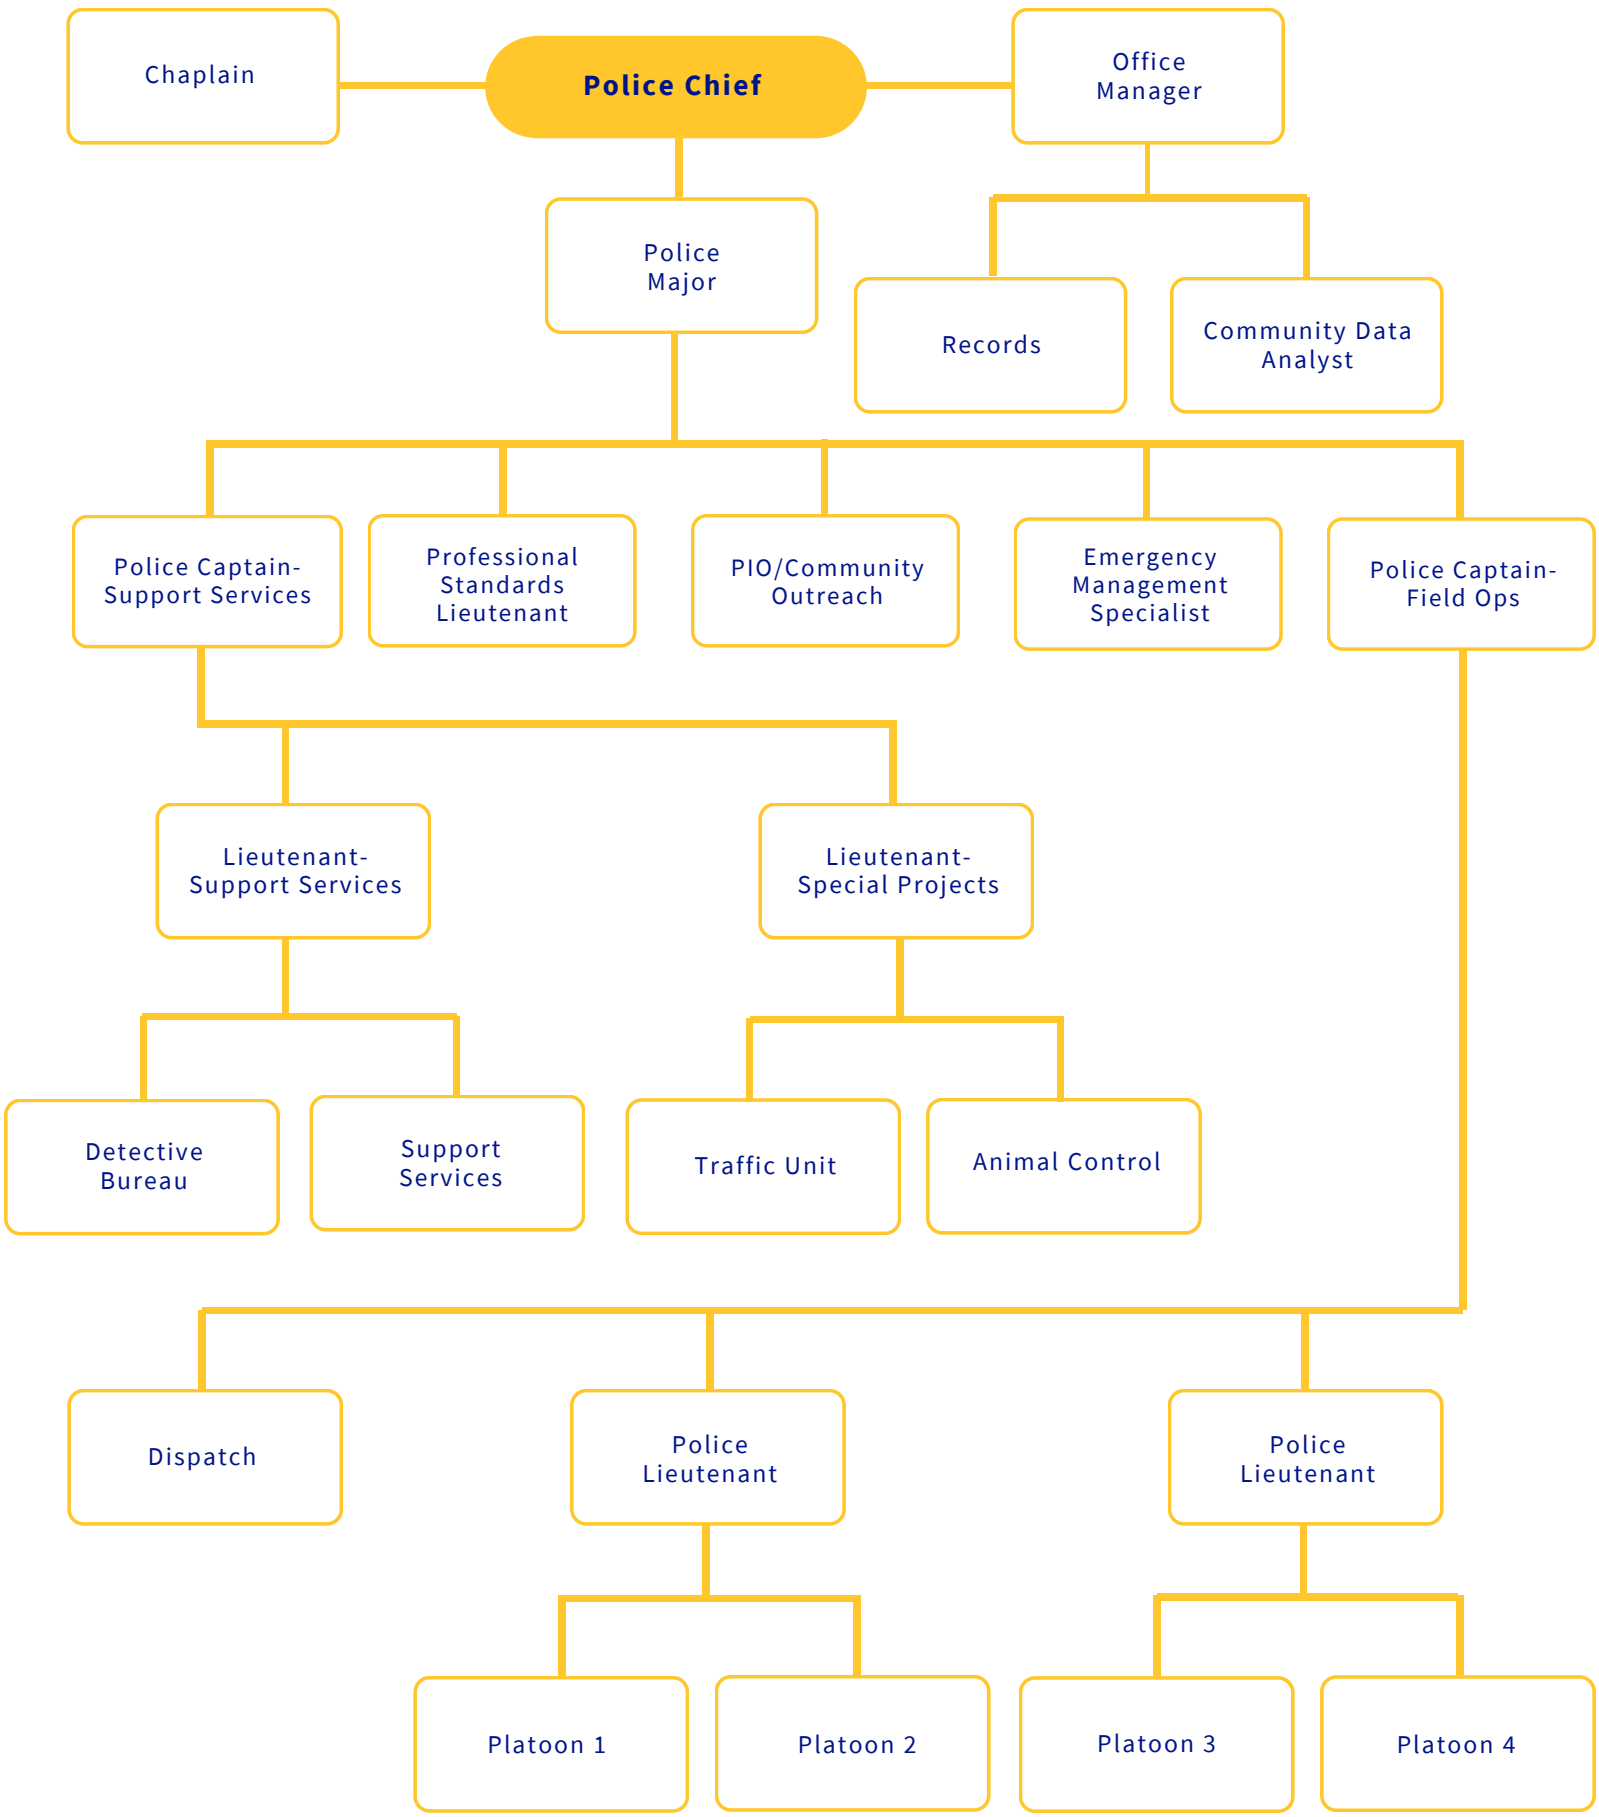 Chaplain
Police Chief
Office
Manager
Police
Major
Records
Community Data
Analyst
Police Captain-
Support Services
Professional
Standards
Lieutenant
PIO/Community
Outreach
Emergency
Management
Specialist
Police Captain-
Field Ops
Lieutenant-
Support Services
Lieutenant-
Special Projects
Detective
Bureau
Support
Services
Traffic Unit
Animal Control
Dispatch
Police
Lieutenant
Police
Lieutenant
Platoon 1
Platoon 2
Platoon 3
Platoon 4